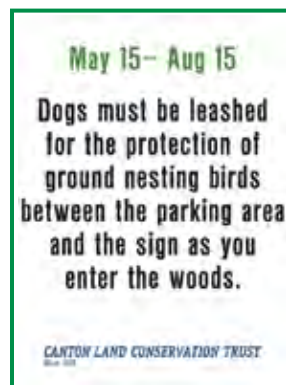 May 15– Aug 15
Dogs must be leashed
for the protection of
ground nesting birds
between the parking area
and the sign as you
enter the woods.
CANTON LAND CONSERVATION TRUST